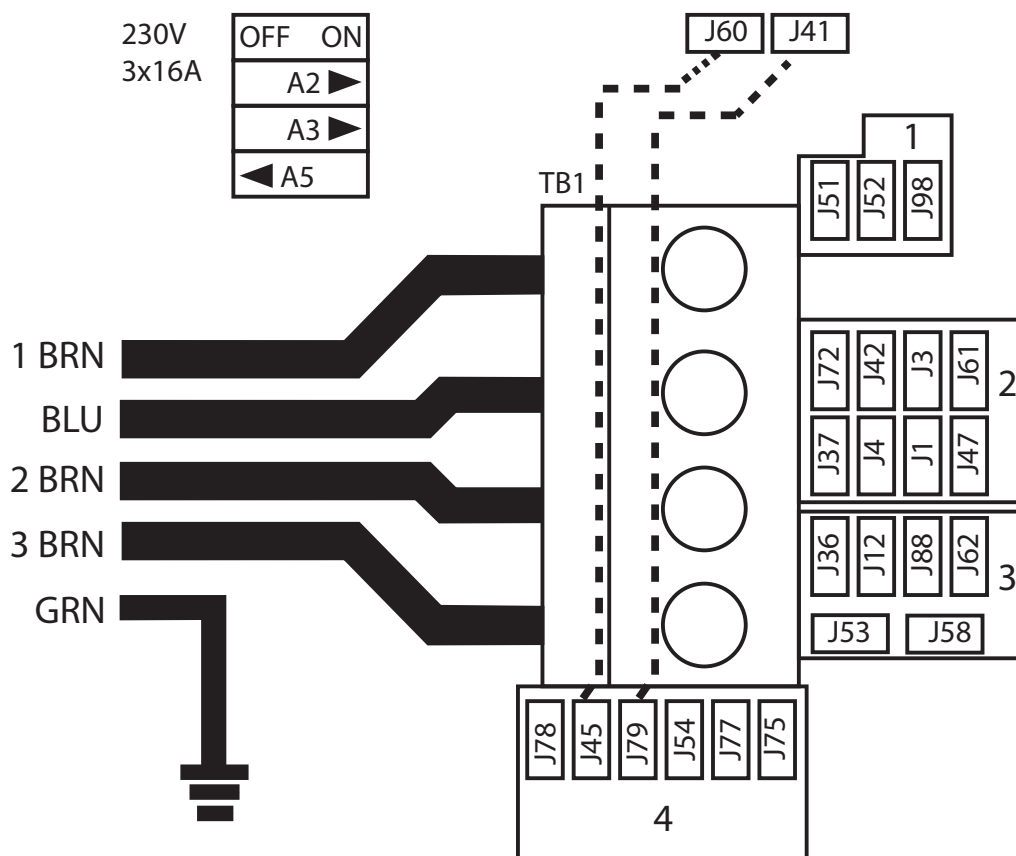 230V
3x16A
OFF ON
A2
A3
A5
J60 J41
TB1
1
J51 J52 J98
1 BRN
BLU
2 BRN
3 BRN
GRN
J72 J42 J3 J61
2
J37 J4 J1 J47
J36 J12 J88 J62
3
J53 J58
J78 J45 J79 J54 J77 J75
4